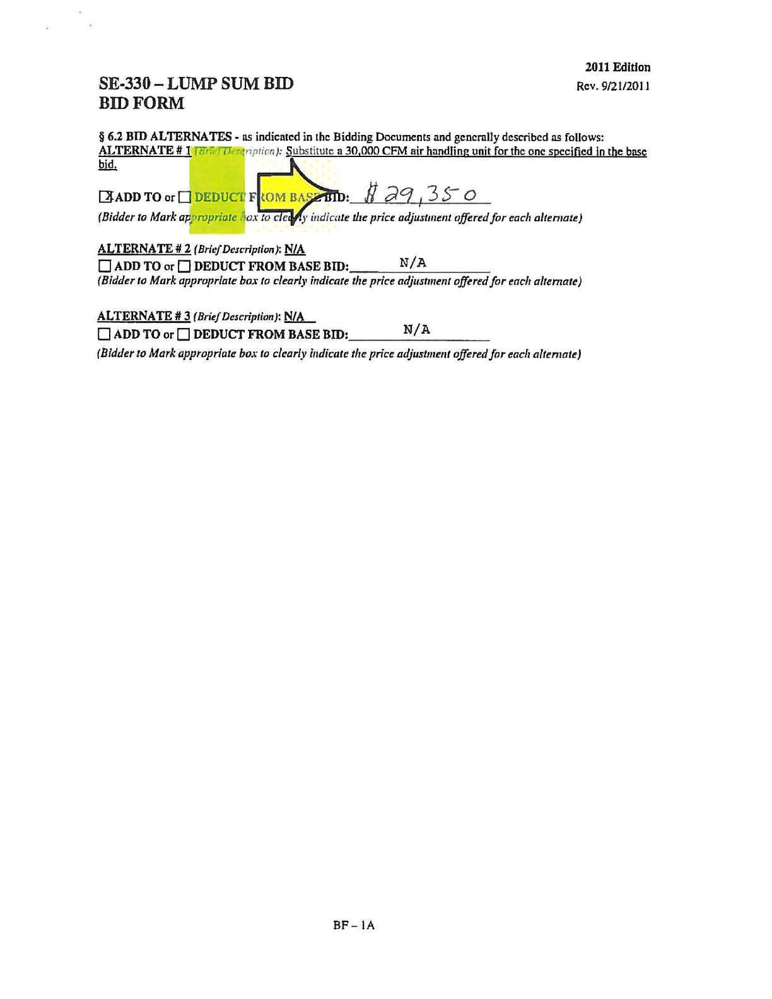 2011 Edition
SE-330 – LUMP SUM BID
Rev. 9/21/2011
BID FORM
§ 6.2 BID ALTERNATES - as indicated in the Bidding Documents and generally described as follows:
ALTERNATE # 1 (Brief Description): Substitute a 30,000 CFM air handling unit for the one specified in the base
bid.
☒ ADD TO or ☐ DEDUCT FROM BASE BID: $ 29,350
(Bidder to Mark appropriate box to clearly indicate the price adjustment offered for each alternate)
ALTERNATE # 2 (Brief Description): N/A
☐ ADD TO or ☐ DEDUCT FROM BASE BID: N/A
(Bidder to Mark appropriate box to clearly indicate the price adjustment offered for each alternate)
ALTERNATE # 3 (Brief Description): N/A
☐ ADD TO or ☐ DEDUCT FROM BASE BID: N/A
(Bidder to Mark appropriate box to clearly indicate the price adjustment offered for each alternate)
BF – 1A